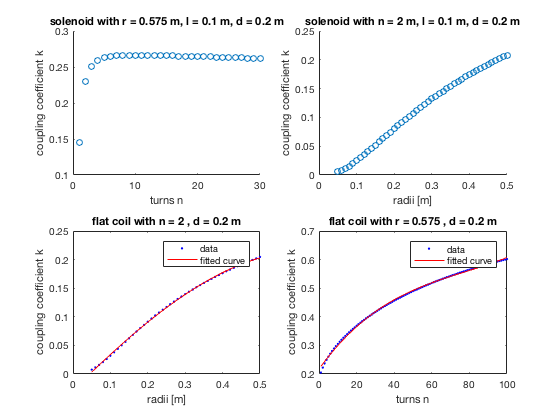 solenoid with r = 0.575 m, l = 0.1 m, d = 0.2 m
0.3
0.25
0.2
0.15
0.1
coupling coefficient k
0
10
20
30
turns n
solenoid with n = 2 m, l = 0.1 m, d = 0.2 m
0.25
0.2
0.15
0.1
0.05
0
coupling coefficient k
0
0.1
0.2
0.3
0.4
0.5
radii [m]
flat coil with n = 2 , d = 0.2 m
0.25
0.2
0.15
0.1
0.05
0
coupling coefficient k
data
fitted curve
0
0.1
0.2
0.3
0.4
0.5
radii [m]
flat coil with r = 0.575 , d = 0.2 m
0.7
0.6
0.5
0.4
0.3
0.2
coupling coefficient k
data
fitted curve
0
20
40
60
80
100
turns n